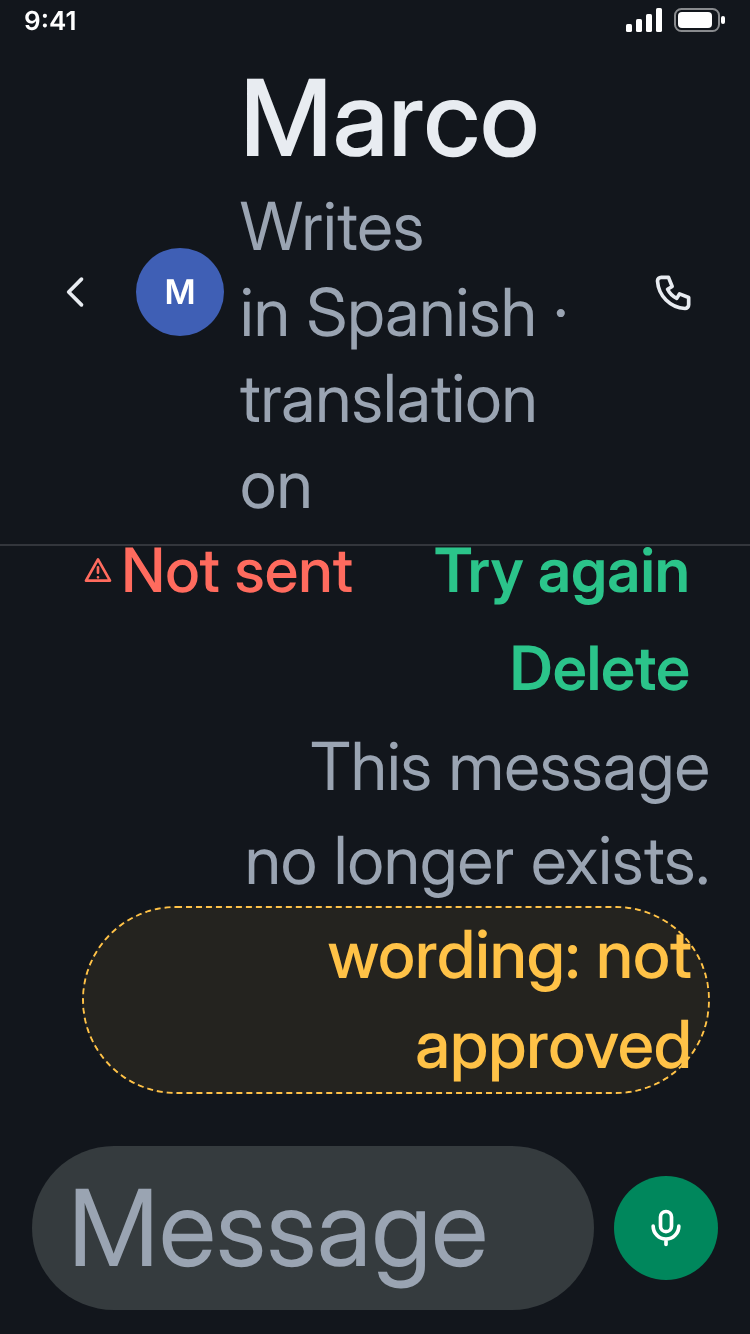 9:41
Marco
Writes
in Spanish ·
translation
on
M
Not sent
Try again
Delete
This message
no longer exists.
wording: not
approved
Message